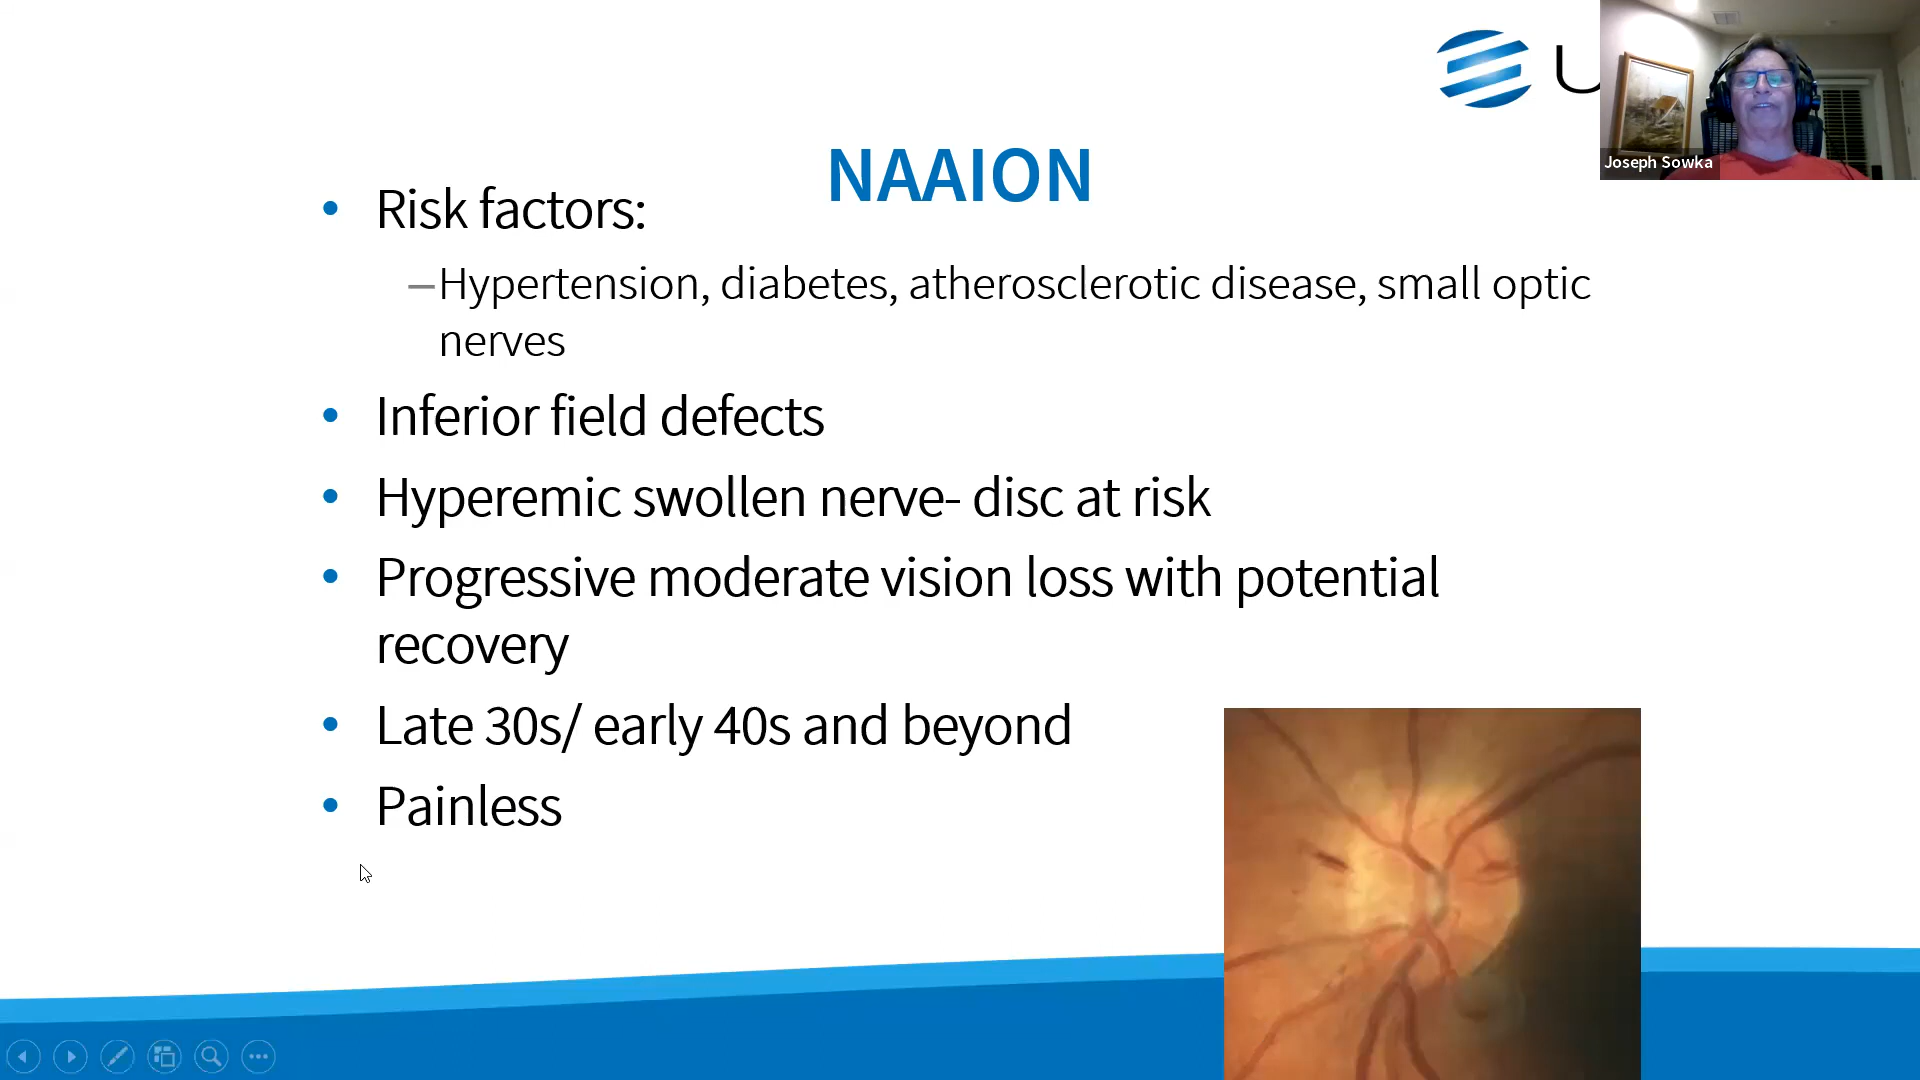 U
Joseph Sowka
NAAION
• Risk factors:
–Hypertension, diabetes, atherosclerotic disease, small optic
nerves
• Inferior field defects
• Hyperemic swollen nerve- disc at risk
• Progressive moderate vision loss with potential
recovery
• Late 30s/ early 40s and beyond
• Painless